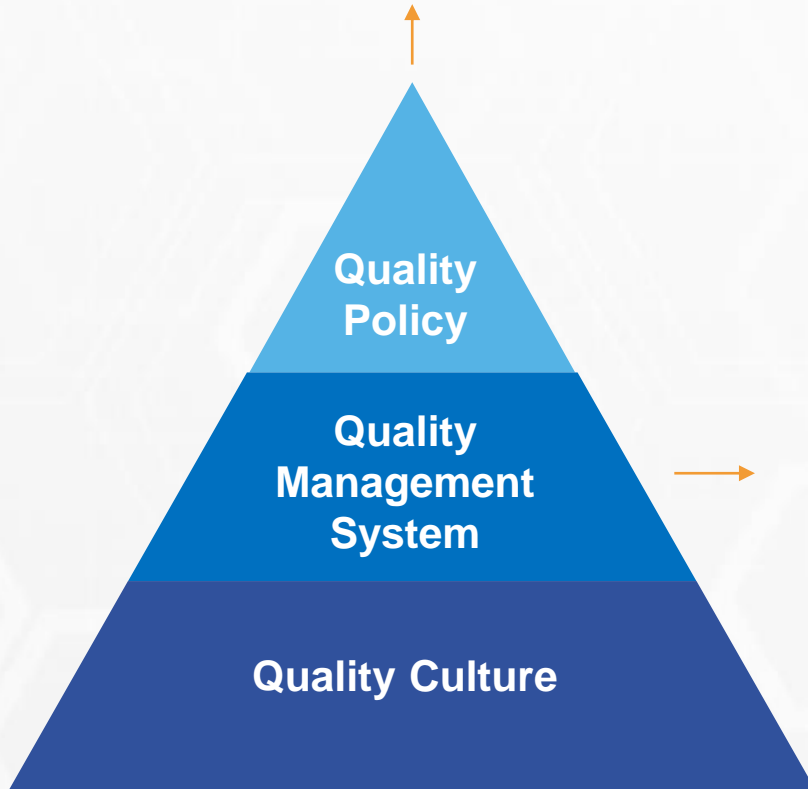 Quality
Policy
Quality
Management
System
Quality Culture